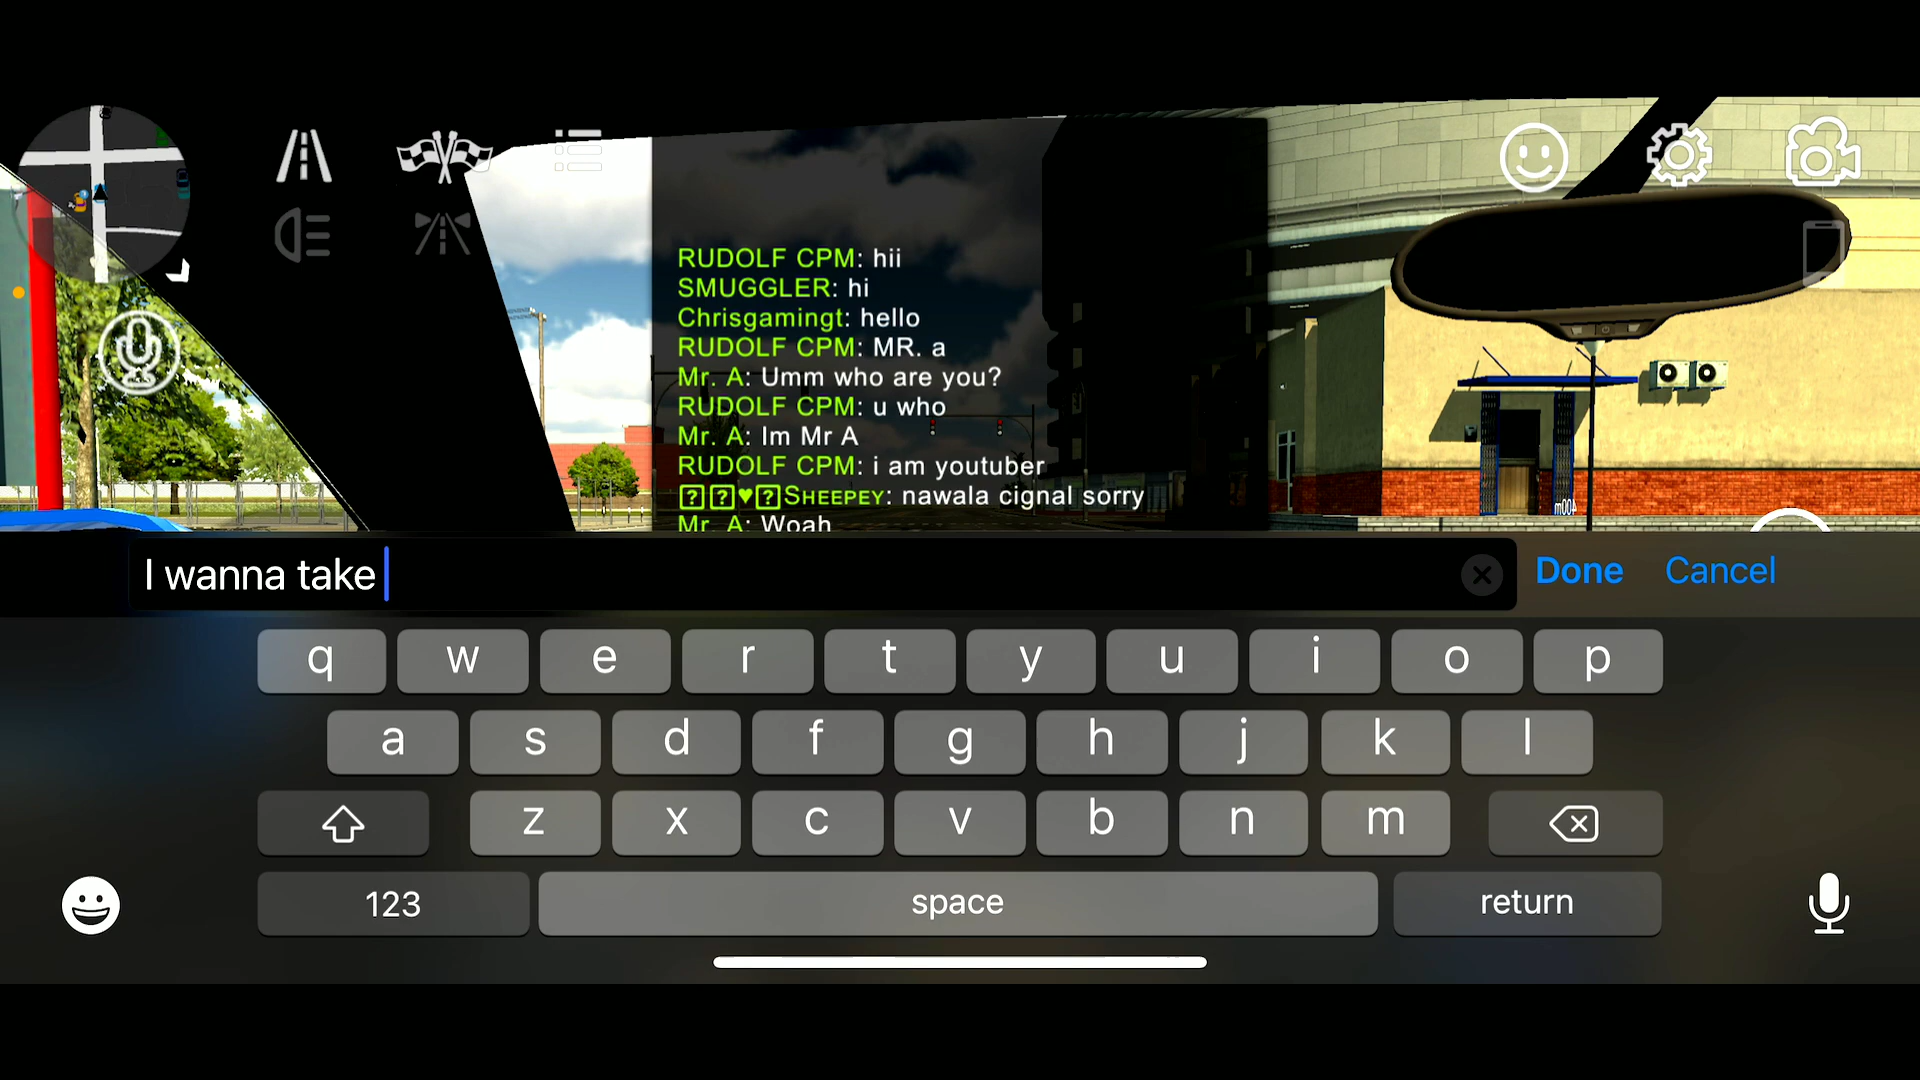 RUDOLF CPM: hii
SMUGGLER: hi
Chrisgamingt: hello
RUDOLF CPM: MR. a
Mr. A: Umm who are you?
RUDOLF CPM: u who
Mr. A: Im Mr A
RUDOLF CPM: i am youtuber
⍰⍰♥⍰SHEEPEY: nawala cignal sorry
Mr. A: Woah
400m
I wanna take
Done Cancel
q w e r t y u i o p
a s d f g h j k l
z x c v b n m
123 space return